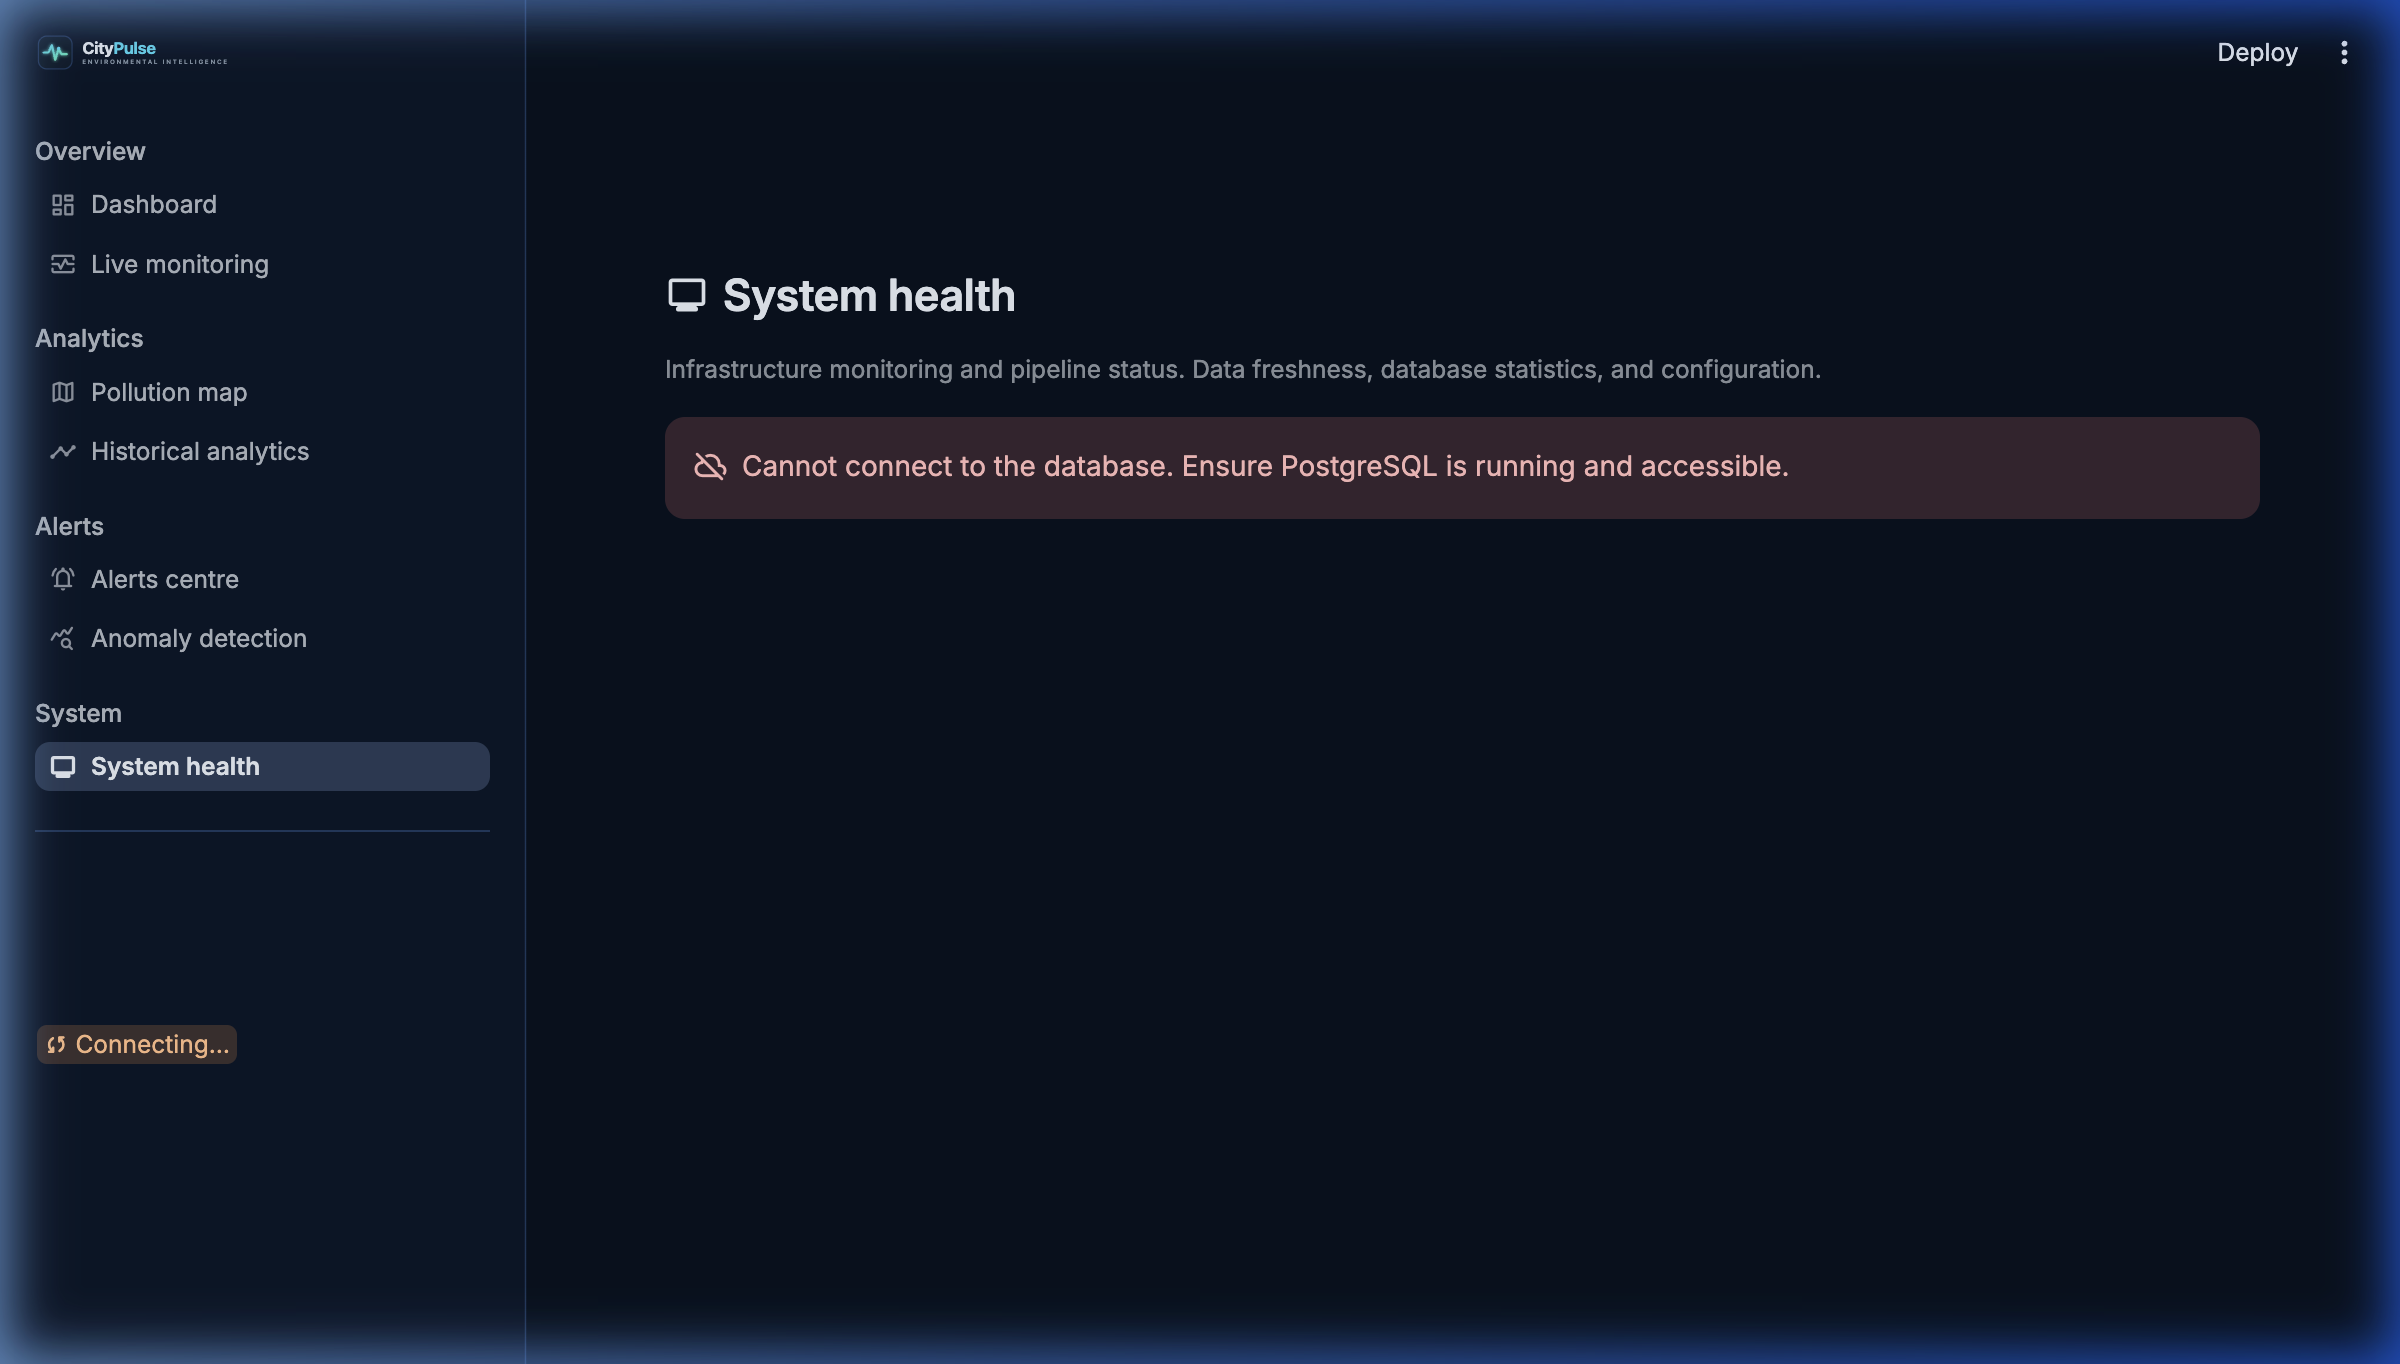 CityPulse
ENVIRONMENTAL INTELLIGENCE
Deploy
Overview
Dashboard
Live monitoring
Analytics
Pollution map
Historical analytics
Alerts
Alerts centre
Anomaly detection
System
System health
Connecting...
System health
Infrastructure monitoring and pipeline status. Data freshness, database statistics, and configuration.
Cannot connect to the database. Ensure PostgreSQL is running and accessible.